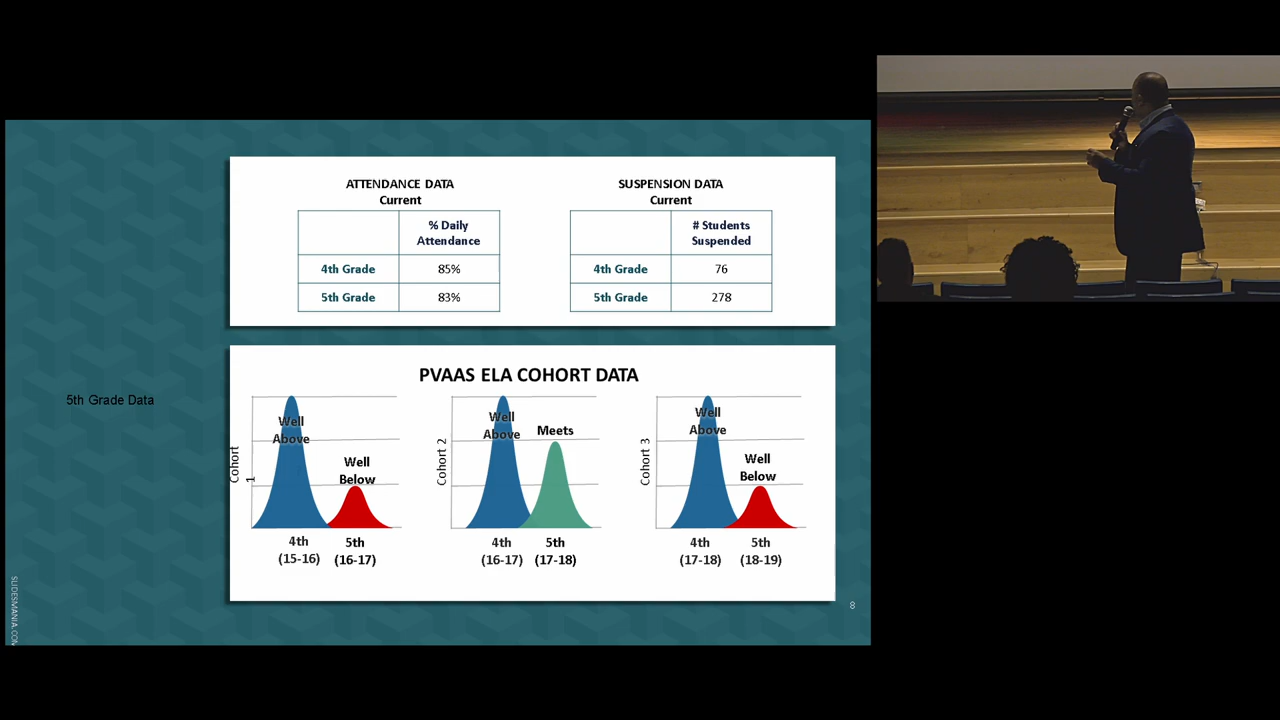 ATTENDANCE DATA
Current
% Daily
Attendance
4th Grade 85%
5th Grade 83%
SUSPENSION DATA
Current
# Students
Suspended
4th Grade 76
5th Grade 278
5th Grade Data
PVAAS ELA COHORT DATA
Cohort
1
Well
Above
Well
Below
4th
(15-16)
5th
(16-17)
Cohort 2
Well
Above
Meets
4th
(16-17)
5th
(17-18)
Cohort 3
Well
Above
Well
Below
4th
(17-18)
5th
(18-19)
SLIDESMANIA.COM
8